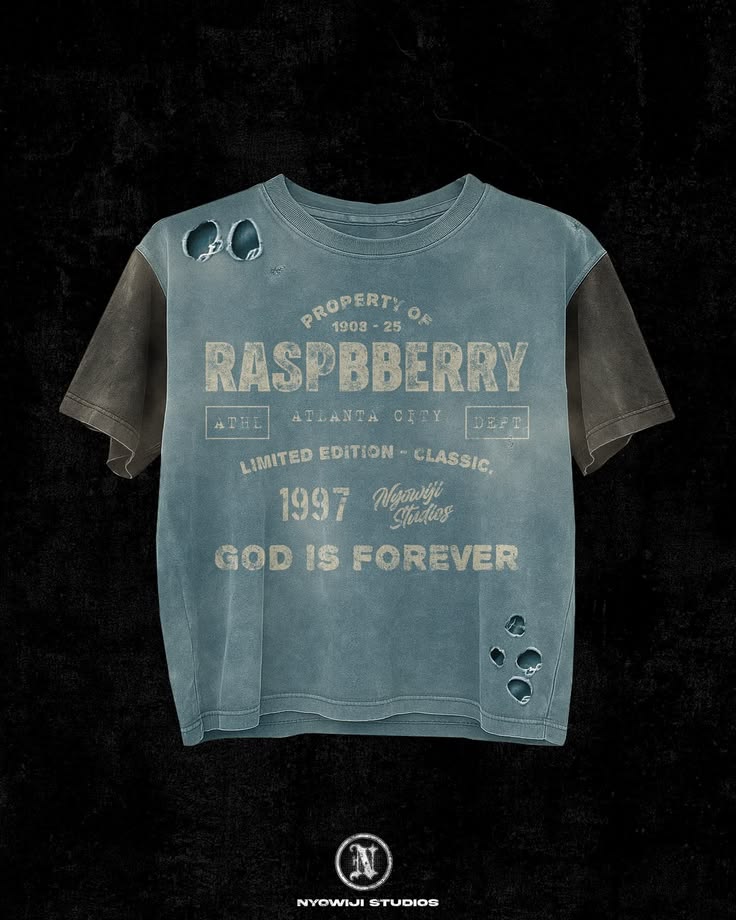 PROPERTY OF
1903 - 25
RASPBBERRY
ATHL ATLANTA CITY DEPT.
LIMITED EDITION - CLASSIC.
1997 Nyowiji Studios
GOD IS FOREVER
N
NYOWIJI STUDIOS